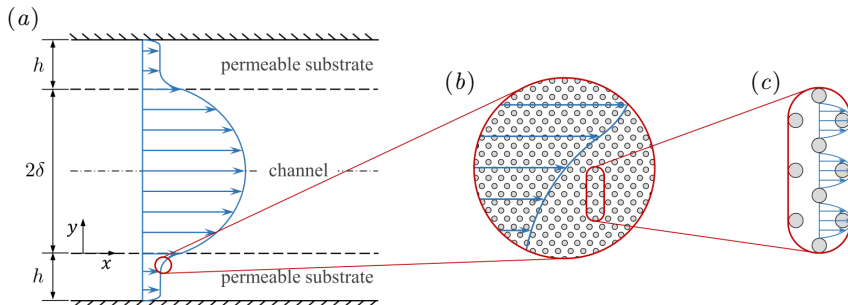 (a)
h
permeable substrate
2δ
channel
y
x
h
permeable substrate
(b)
(c)